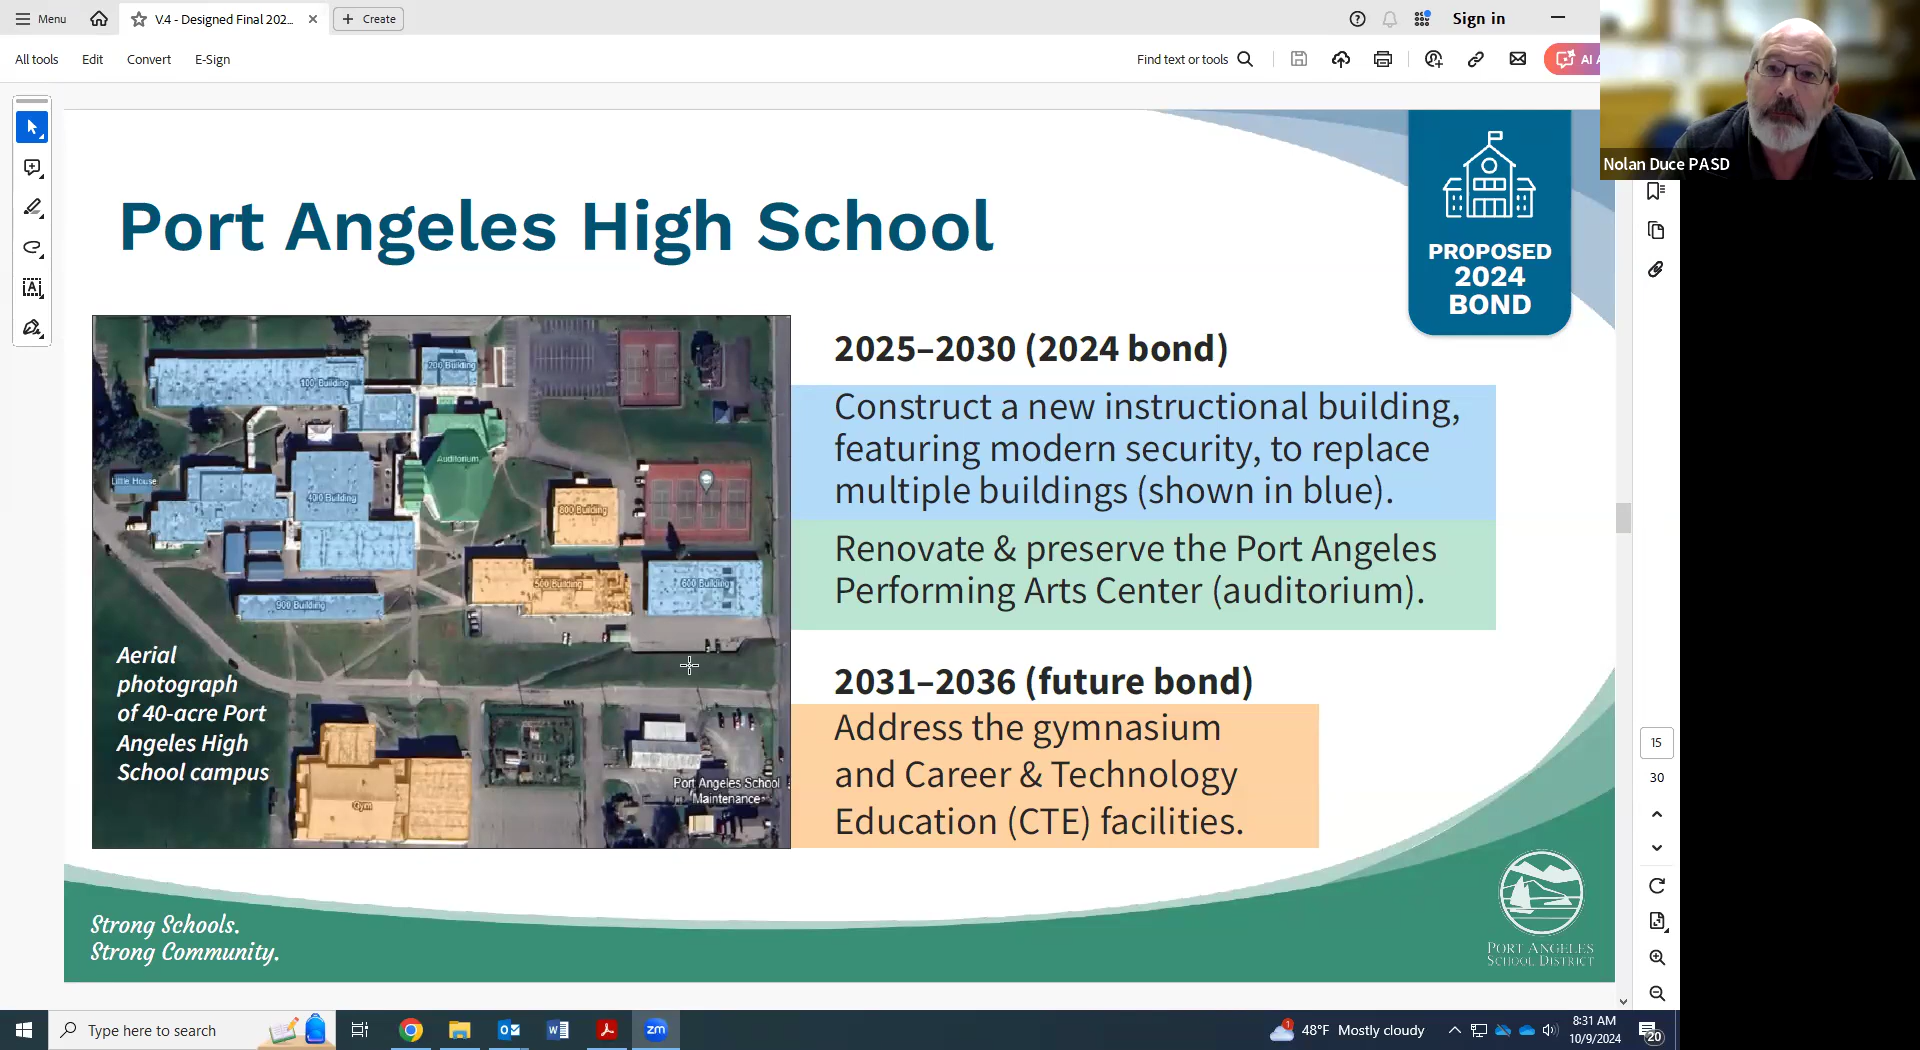 Menu
V.4 - Designed Final 202...
Create
Sign in
All tools
Edit
Convert
E-Sign
Find text or tools
AI
Nolan Duce PASD
Port Angeles High School
PROPOSED
2024
BOND
100 Building
200 Building
Auditorium
Little House
400 Building
800 Building
500 Building
600 Building
900 Building
Gym
Port Angeles School
Maintenance
Aerial
photograph
of 40-acre Port
Angeles High
School campus
2025–2030 (2024 bond)
Construct a new instructional building,
featuring modern security, to replace
multiple buildings (shown in blue).
Renovate & preserve the Port Angeles
Performing Arts Center (auditorium).
2031–2036 (future bond)
Address the gymnasium
and Career & Technology
Education (CTE) facilities.
Strong Schools.
Strong Community.
PORT ANGELES
SCHOOL DISTRICT
15
30
Type here to search
zm
48°F Mostly cloudy
8:31 AM
10/9/2024
20